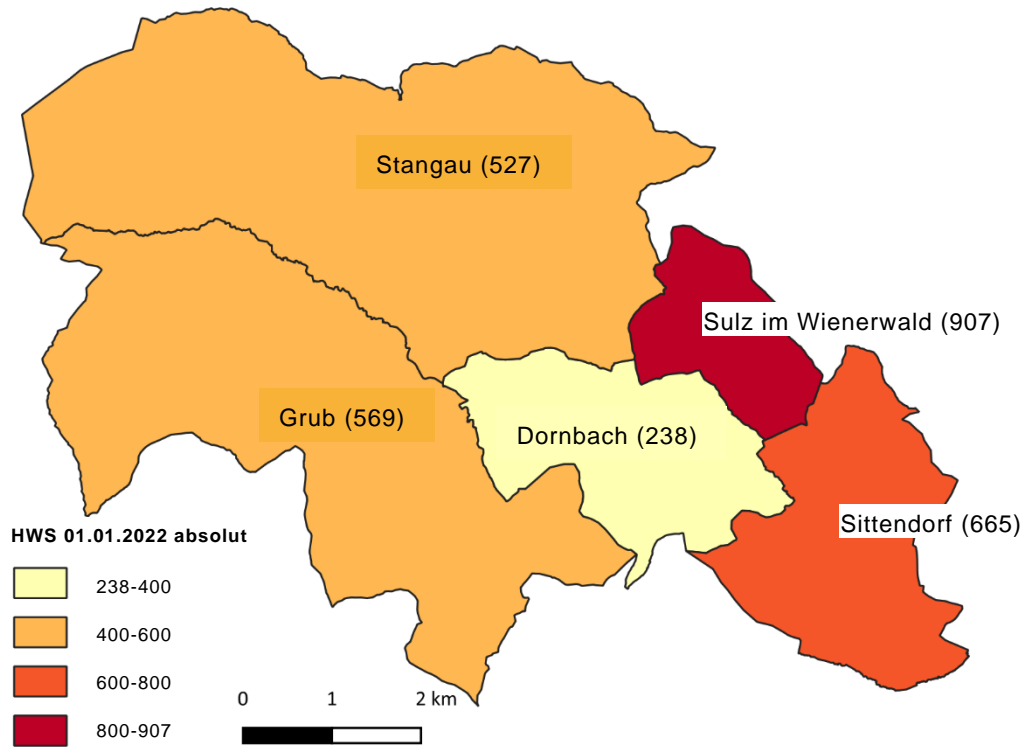 Stangau (527)
Sulz im Wienerwald (907)
Grub (569)
Dornbach (238)
Sittendorf (665)
HWS 01.01.2022 absolut
238-400
400-600
600-800
800-907
0 1 2 km